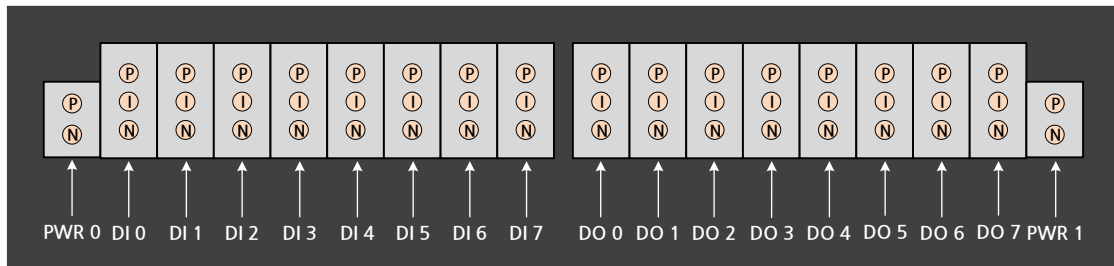 P P P P P P P P P P P P P P P P
P I I I I I I I I I I I I I I I I P
N N N N N N N N N N N N N N N N N N
PWR 0 DI 0 DI 1 DI 2 DI 3 DI 4 DI 5 DI 6 DI 7 DO 0 DO 1 DO 2 DO 3 DO 4 DO 5 DO 6 DO 7 PWR 1